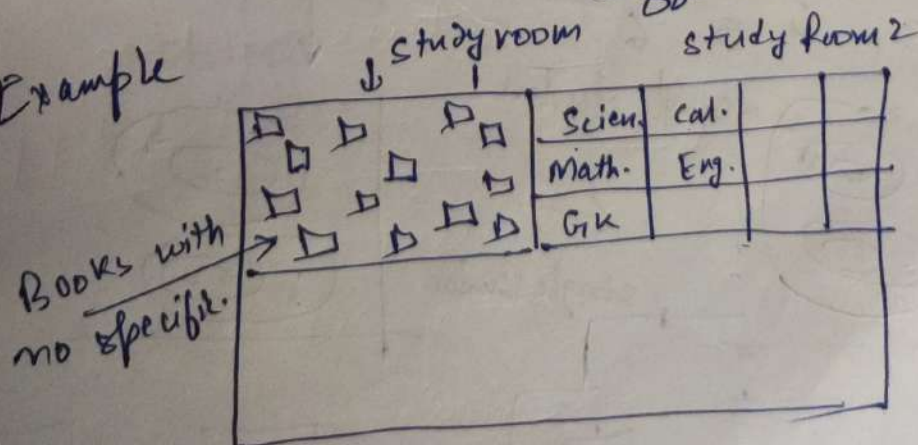 Example
study room
study Room 2
Scien. Cal.
Math. Eng.
GK
Books with
no specific.